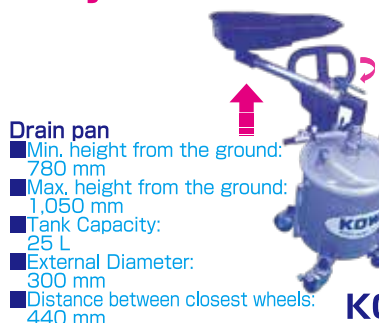 Drain pan
■Min. height from the ground:
780 mm
■Max. height from the ground:
1,050 mm
■Tank Capacity:
25 L
■External Diameter:
300 mm
■Distance between closest wheels:
440 mm
KOW